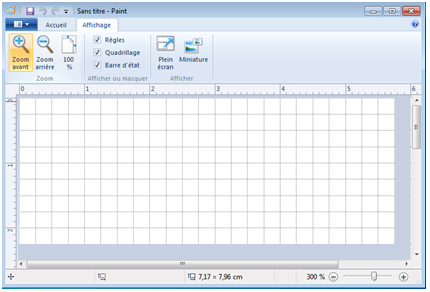 Sans titre - Paint
Accueil Affichage
Zoom avant
Zoom arrière
100 %
Règles
Quadrillage
Barre d'état
Plein écran
Miniature
Zoom
Afficher ou masquer
Afficher
0 1 2 3 4 5 6
1
2
7,17 × 7,96 cm
300 %